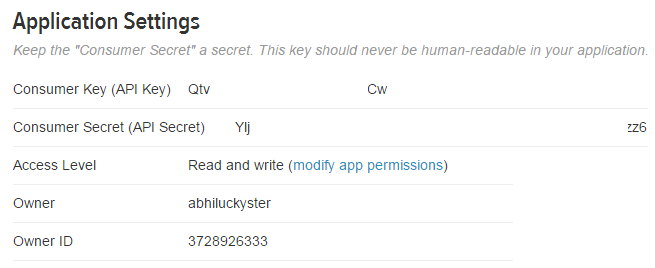 Application Settings
Keep the "Consumer Secret" a secret. This key should never be human-readable in your application.
Consumer Key (API Key) Qtv Cw
Consumer Secret (API Secret) YIj zz6
Access Level Read and write (modify app permissions)
Owner abhiluckyster
Owner ID 3728926333